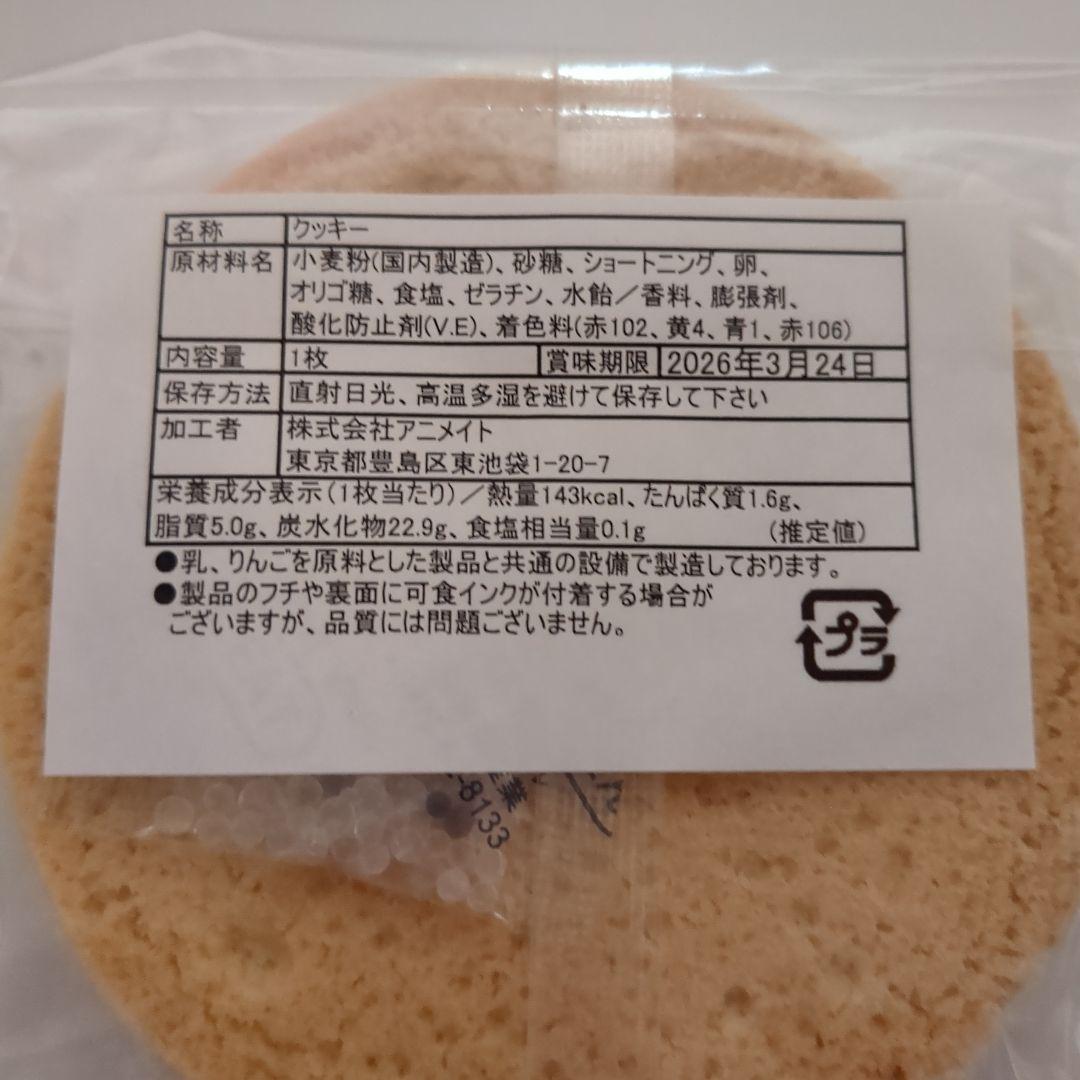 名称 クッキー
原材料名 小麦粉(国内製造)、砂糖、ショートニング、卵、
オリゴ糖、食塩、ゼラチン、水飴／香料、膨張剤、
酸化防止剤(V.E)、着色料(赤102、黄4、青1、赤106)
内容量 1枚 賞味期限 2026年3月24日
保存方法 直射日光、高温多湿を避けて保存して下さい
加工者 株式会社アニメイト
東京都豊島区東池袋1-20-7
栄養成分表示(1枚当たり)／熱量143kcal、たんぱく質1.6g、
脂質5.0g、炭水化物22.9g、食塩相当量0.1g (推定値)
●乳、りんごを原料とした製品と共通の設備で製造しております。
●製品のフチや裏面に可食インクが付着する場合が
ございますが、品質には問題ございません。
プラ
-8133